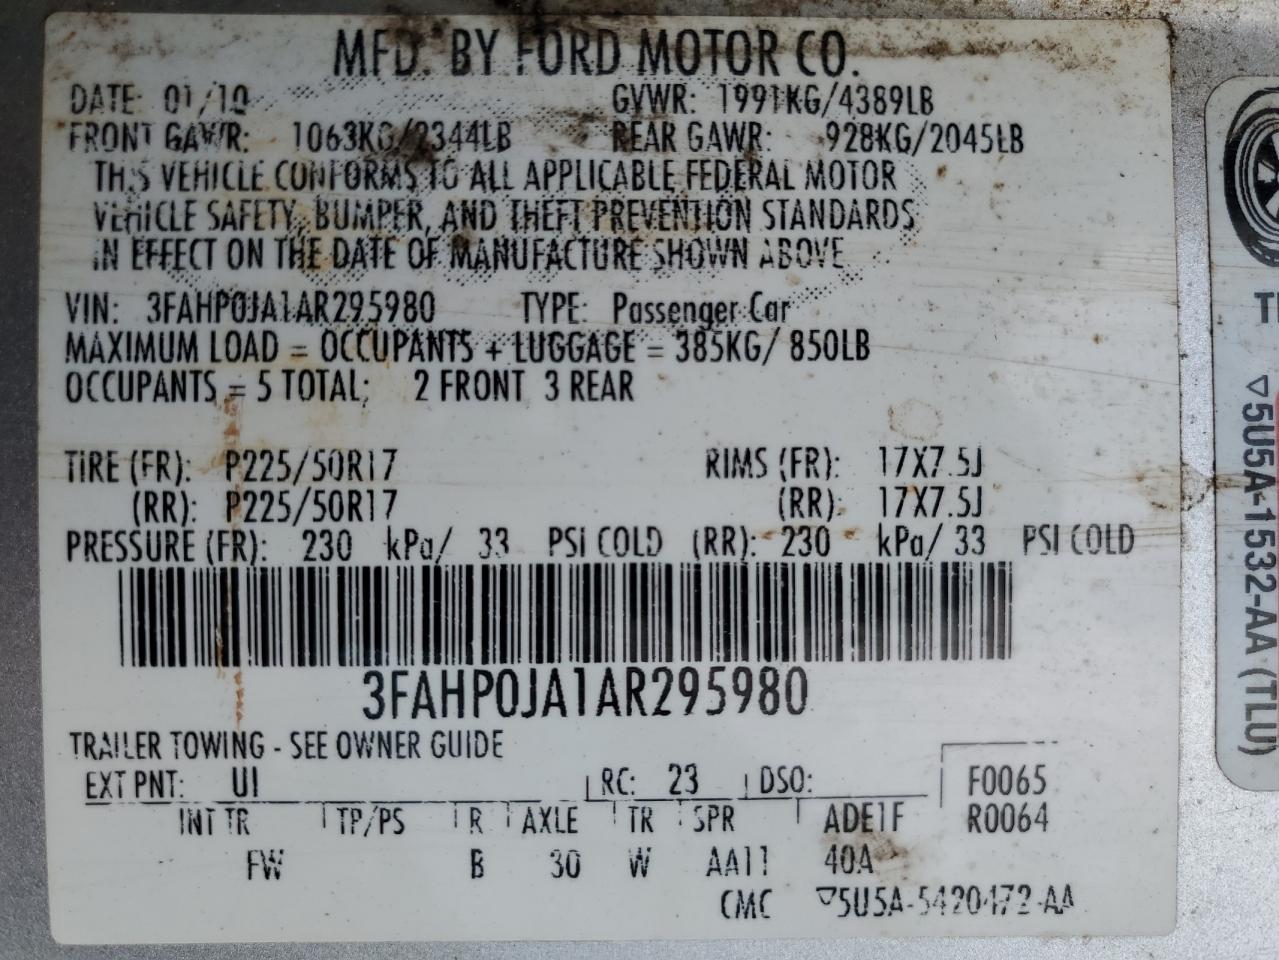 MFD. BY FORD MOTOR CO.
DATE: 01/10 GVWR: 1991KG/4389LB
FRONT GAWR: 1063KG/2344LB REAR GAWR: 928KG/2045LB
THIS VEHICLE CONFORMS TO ALL APPLICABLE FEDERAL MOTOR
VEHICLE SAFETY, BUMPER, AND THEFT PREVENTION STANDARDS
IN EFFECT ON THE DATE OF MANUFACTURE SHOWN ABOVE
VIN: 3FAHP0JA1AR295980 TYPE: Passenger Car
MAXIMUM LOAD = OCCUPANTS + LUGGAGE = 385KG/ 850LB
OCCUPANTS = 5 TOTAL; 2 FRONT 3 REAR
TIRE (FR): P225/50R17 RIMS (FR): 17X7.5J
(RR): P225/50R17 (RR): 17X7.5J
PRESSURE (FR): 230 kPa/ 33 PSI COLD (RR): 230 kPa/ 33 PSI COLD
3FAHP0JA1AR295980
TRAILER TOWING - SEE OWNER GUIDE
EXT PNT: UI RC: 23 DSO: F0065
INT TR TP/PS R AXLE TR SPR ADE1F R0064
FW B 30 W AA11 40A
CMC ▽5U5A-5420472-AA
T
▽5U5A-1532-AA (TLU)